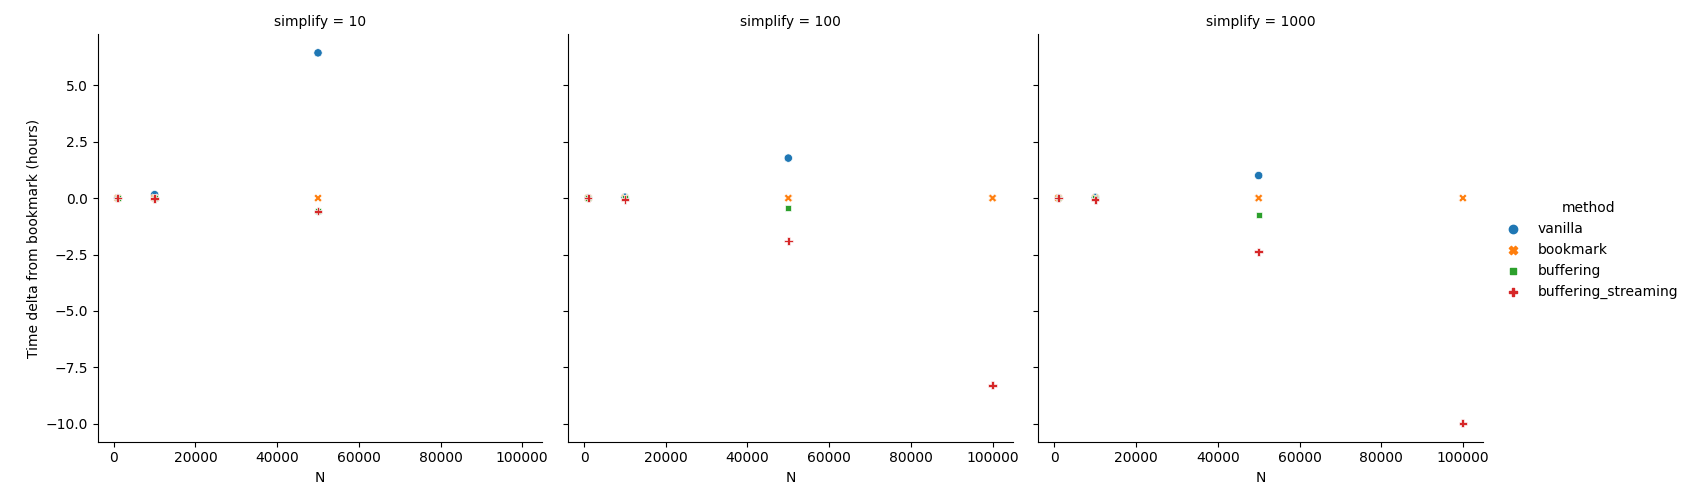 simplify = 10
simplify = 100
simplify = 1000
Time delta from bookmark (hours)
5.0
2.5
0.0
−2.5
−5.0
−7.5
−10.0
0 20000 40000 60000 80000 100000
N
0 20000 40000 60000 80000 100000
N
0 20000 40000 60000 80000 100000
N
method
vanilla
bookmark
buffering
buffering_streaming